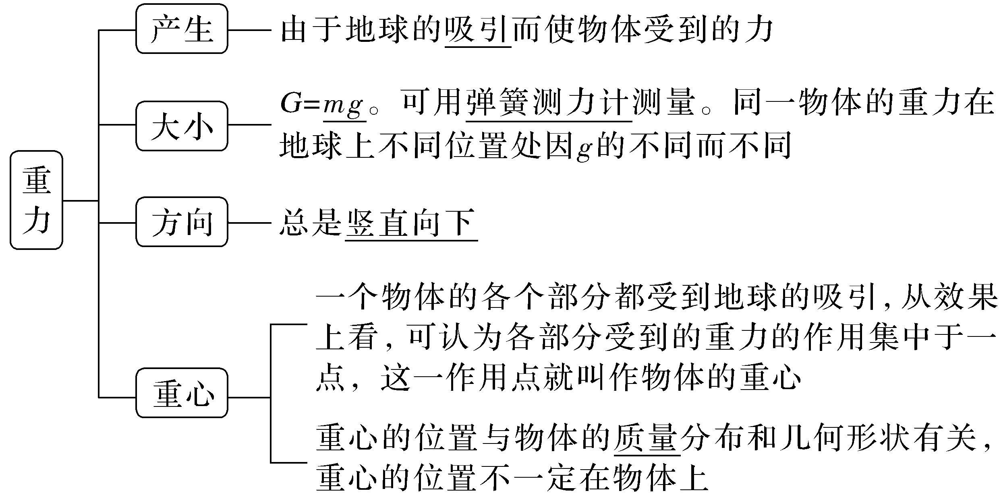 重力
产生
由于地球的吸引而使物体受到的力
大小
G=mg。可用弹簧测力计测量。同一物体的重力在
地球上不同位置处因g的不同而不同
方向
总是竖直向下
重心
一个物体的各个部分都受到地球的吸引,从效果
上看,可认为各部分受到的重力的作用集中于一
点,这一作用点就叫作物体的重心
重心的位置与物体的质量分布和几何形状有关,
重心的位置不一定在物体上